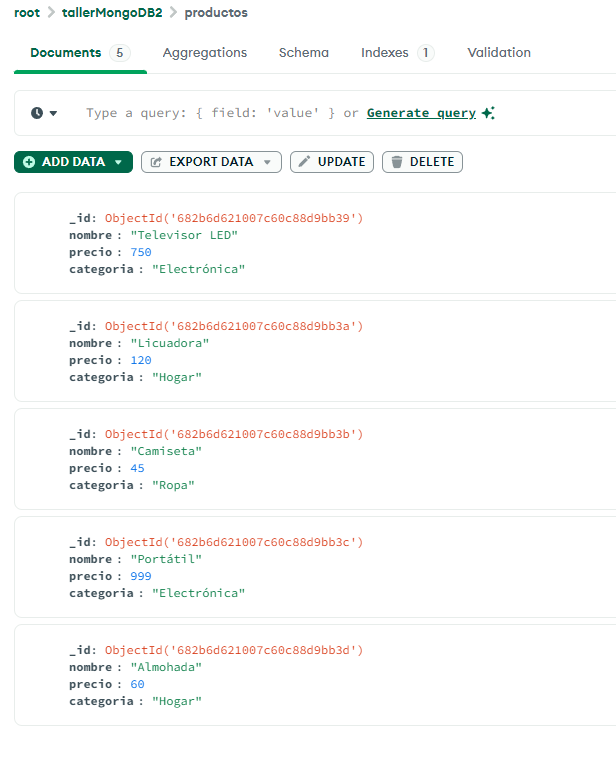 root > tallerMongoDB2 > productos
Documents 5 Aggregations Schema Indexes 1 Validation
Type a query: { field: 'value' } or Generate query
ADD DATA EXPORT DATA UPDATE DELETE
_id: ObjectId('682b6d621007c60c88d9bb39')
nombre : "Televisor LED"
precio : 750
categoria : "Electrónica"
_id: ObjectId('682b6d621007c60c88d9bb3a')
nombre : "Licuadora"
precio : 120
categoria : "Hogar"
_id: ObjectId('682b6d621007c60c88d9bb3b')
nombre : "Camiseta"
precio : 45
categoria : "Ropa"
_id: ObjectId('682b6d621007c60c88d9bb3c')
nombre : "Portátil"
precio : 999
categoria : "Electrónica"
_id: ObjectId('682b6d621007c60c88d9bb3d')
nombre : "Almohada"
precio : 60
categoria : "Hogar"